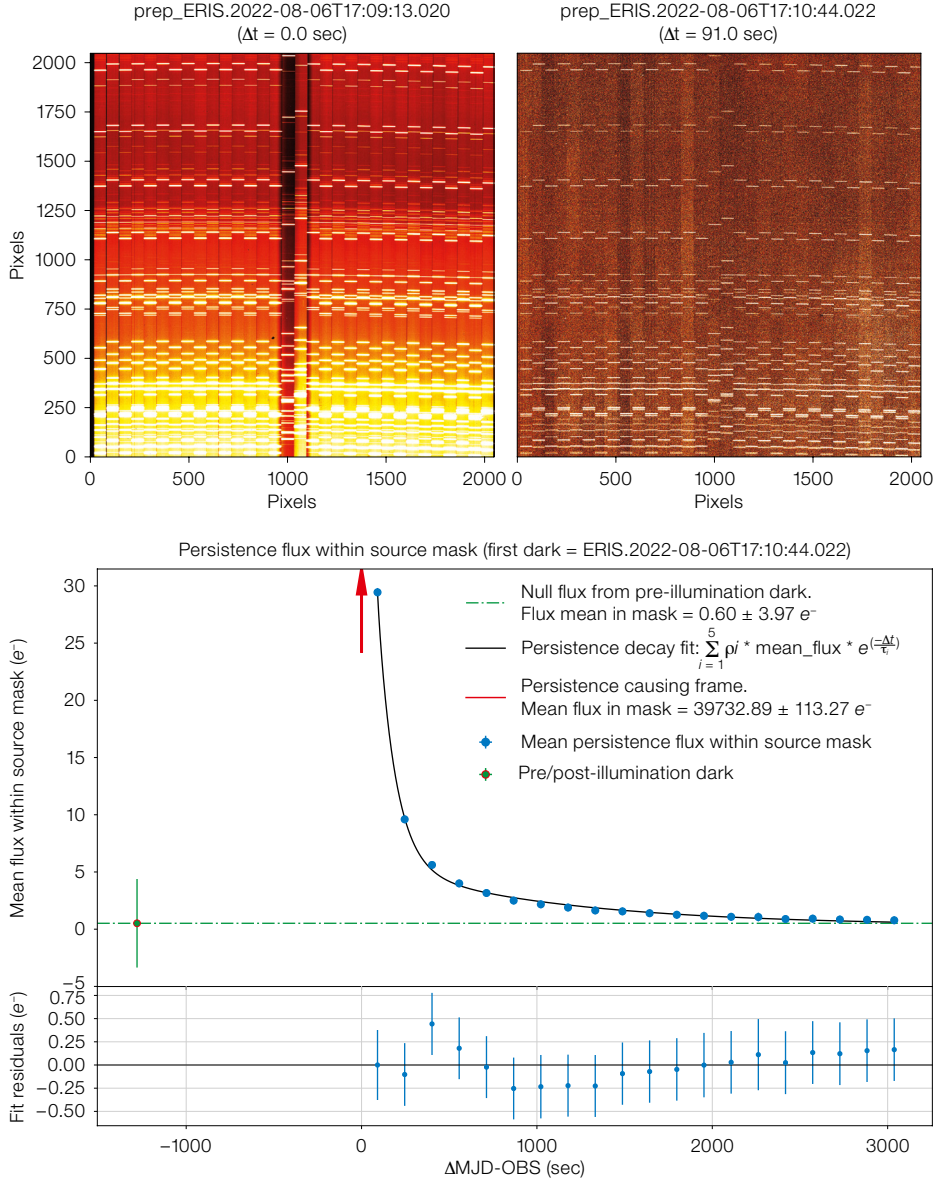 prep_ERIS.2022-08-06T17:09:13.020
(Δt = 0.0 sec)
prep_ERIS.2022-08-06T17:10:44.022
(Δt = 91.0 sec)
2000
1750
1500
1250
1000
750
500
250
0
Pixels
0 500 1000 1500 2000
Pixels
0 500 1000 1500 2000
Pixels
Persistence flux within source mask (first dark = ERIS.2022-08-06T17:10:44.022)
30
25
20
15
10
5
0
−5
Mean flux within source mask (e⁻)
Null flux from pre-illumination dark.
Flux mean in mask = 0.60 ± 3.97 e⁻
Persistence decay fit: 5 Σ i = 1 ρi * mean_flux * e^(−Δt/τᵢ)
Persistence causing frame.
Mean flux in mask = 39732.89 ± 113.27 e⁻
Mean persistence flux within source mask
Pre/post-illumination dark
0.75
0.50
0.25
0.00
−0.25
−0.50
Fit residuals (e⁻)
−1000 0 1000 2000 3000
ΔMJD-OBS (sec)